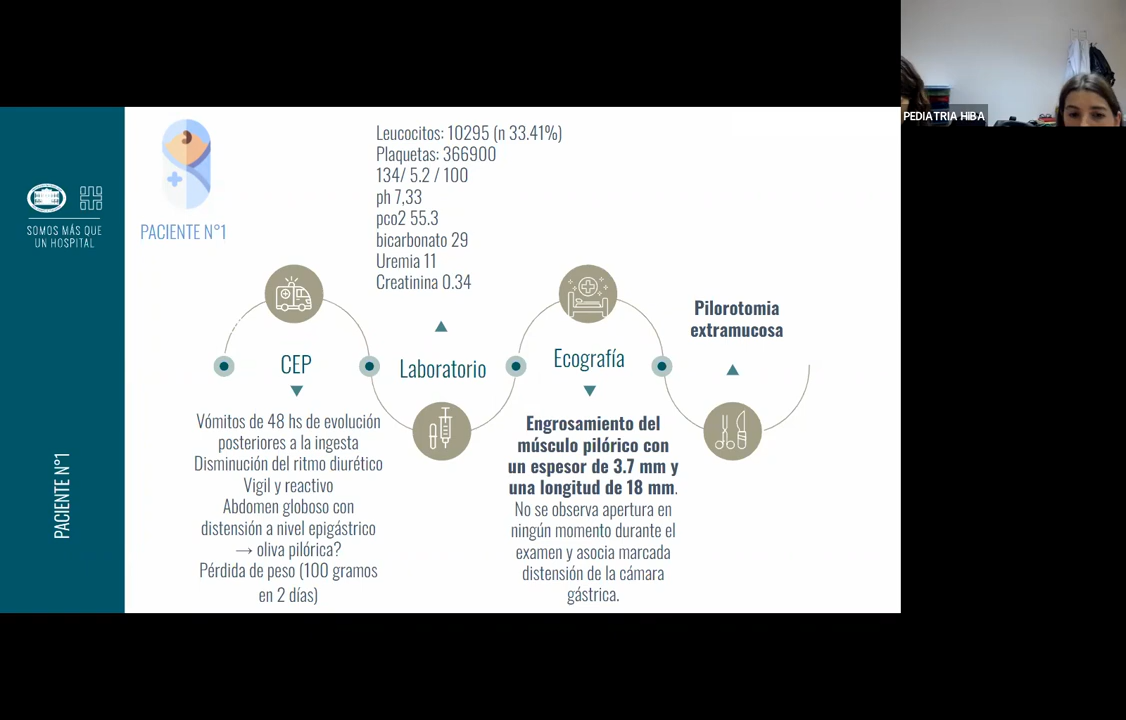 PEDIATRIA HIBA
SOMOS MÁS QUE
UN HOSPITAL
PACIENTE N°1
PACIENTE N°1
Leucocitos: 10295 (n 33.41%)
Plaquetas: 366900
134/ 5.2 / 100
ph 7,33
pco2 55.3
bicarbonato 29
Uremia 11
Creatinina 0.34
CEP
Vómitos de 48 hs de evolución
posteriores a la ingesta
Disminución del ritmo diurético
Vigil y reactivo
Abdomen globoso con
distensión a nivel epigástrico
→ oliva pilórica?
Pérdida de peso (100 gramos
en 2 días)
Laboratorio
Ecografía
Engrosamiento del
músculo pilórico con
un espesor de 3.7 mm y
una longitud de 18 mm.
No se observa apertura en
ningún momento durante el
examen y asocia marcada
distensión de la cámara
gástrica.
Pilorotomia
extramucosa